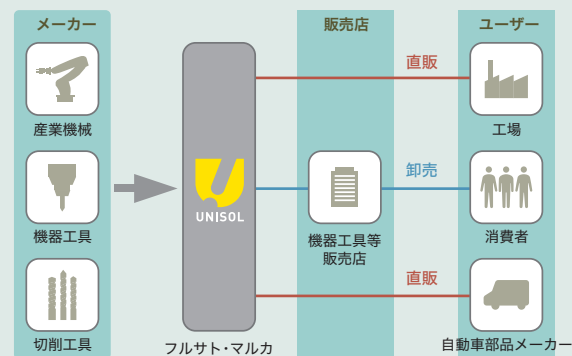 メーカー
販売店
ユーザー
産業機械
機器工具
切削工具
UNISOL
フルサト・マルカ
直販
卸売
直販
機器工具等
販売店
工場
消費者
自動車部品メーカー